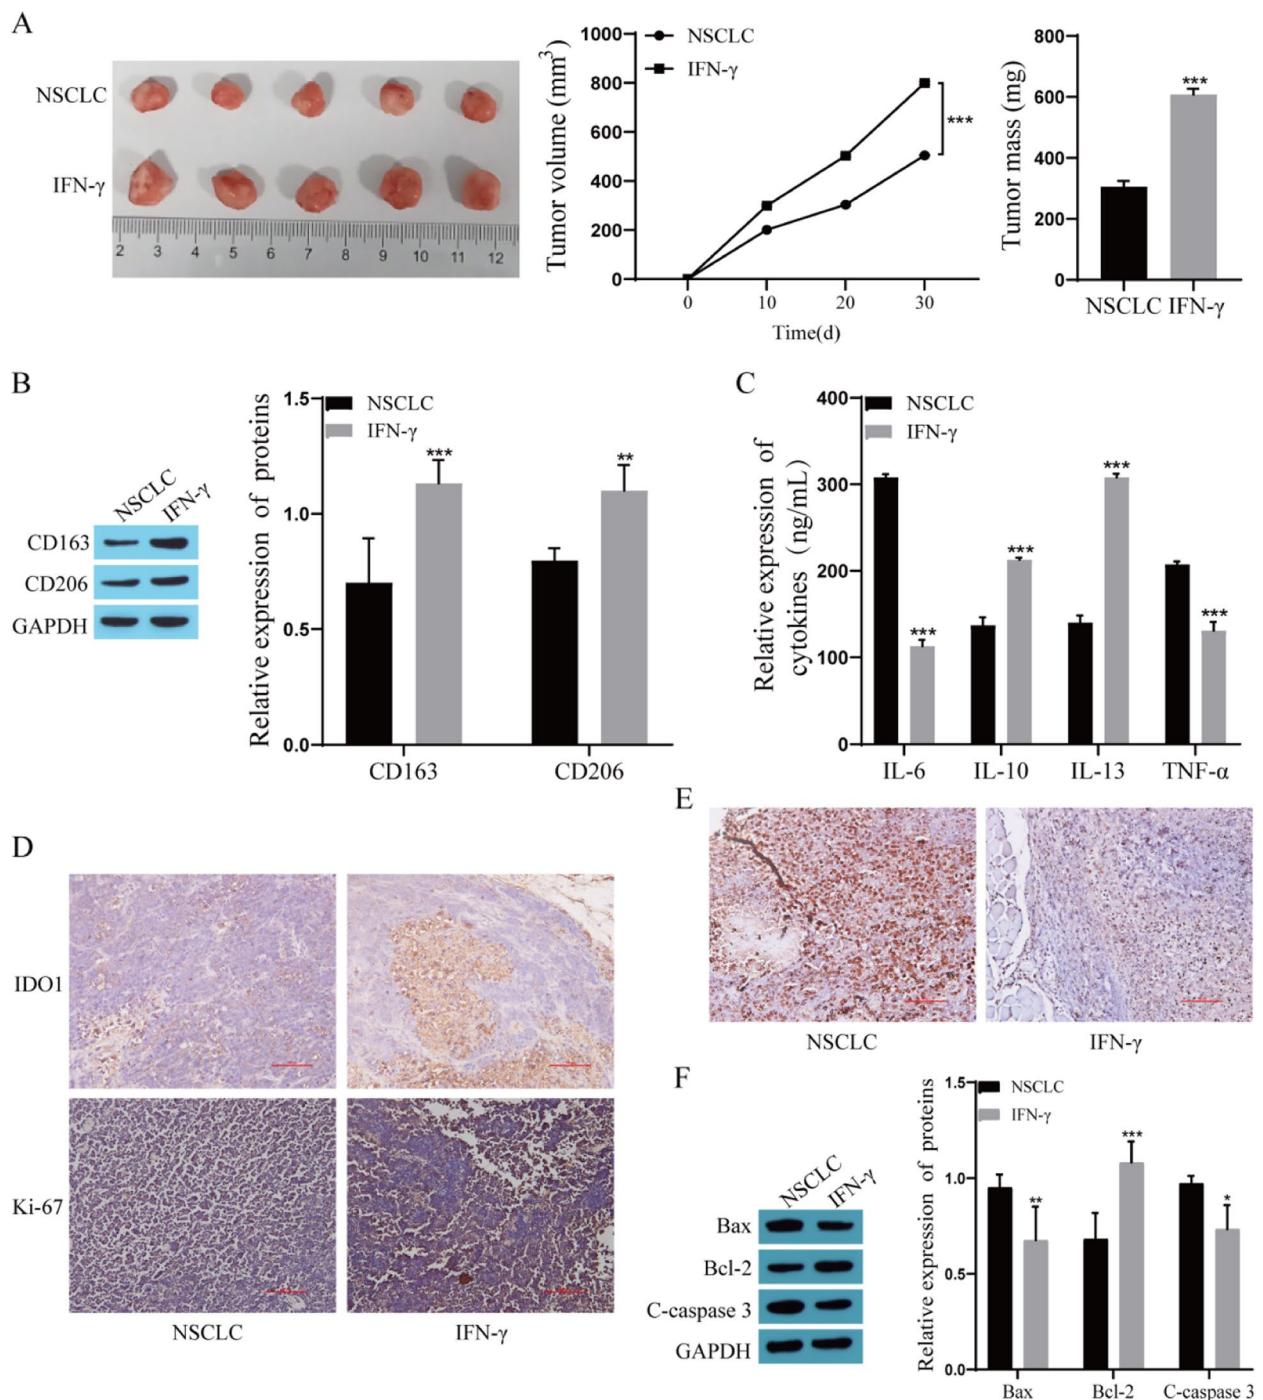 A
NSCLC
IFN-γ
2 3 4 5 6 7 8 9 10 11 12
Tumor volume (mm³)
1000
800
600
400
200
0
NSCLC
IFN-γ
***
0 10 20 30
Time(d)
Tumor mass (mg)
800
600
400
200
0
***
NSCLC IFN-γ
B
NSCLC IFN-γ
CD163
CD206
GAPDH
Relative expression of proteins
1.5
1.0
0.5
0.0
NSCLC
IFN-γ
***
**
CD163 CD206
C
Relative expression of
cytokines (ng/mL)
400
300
200
100
0
NSCLC
IFN-γ
***
***
***
***
IL-6 IL-10 IL-13 TNF-α
D
IDO1
Ki-67
NSCLC IFN-γ
E
NSCLC IFN-γ
F
NSCLC IFN-γ
Bax
Bcl-2
C-caspase 3
GAPDH
Relative expression of proteins
1.5
1.0
0.5
0.0
NSCLC
IFN-γ
**
***
*
Bax Bcl-2 C-caspase 3